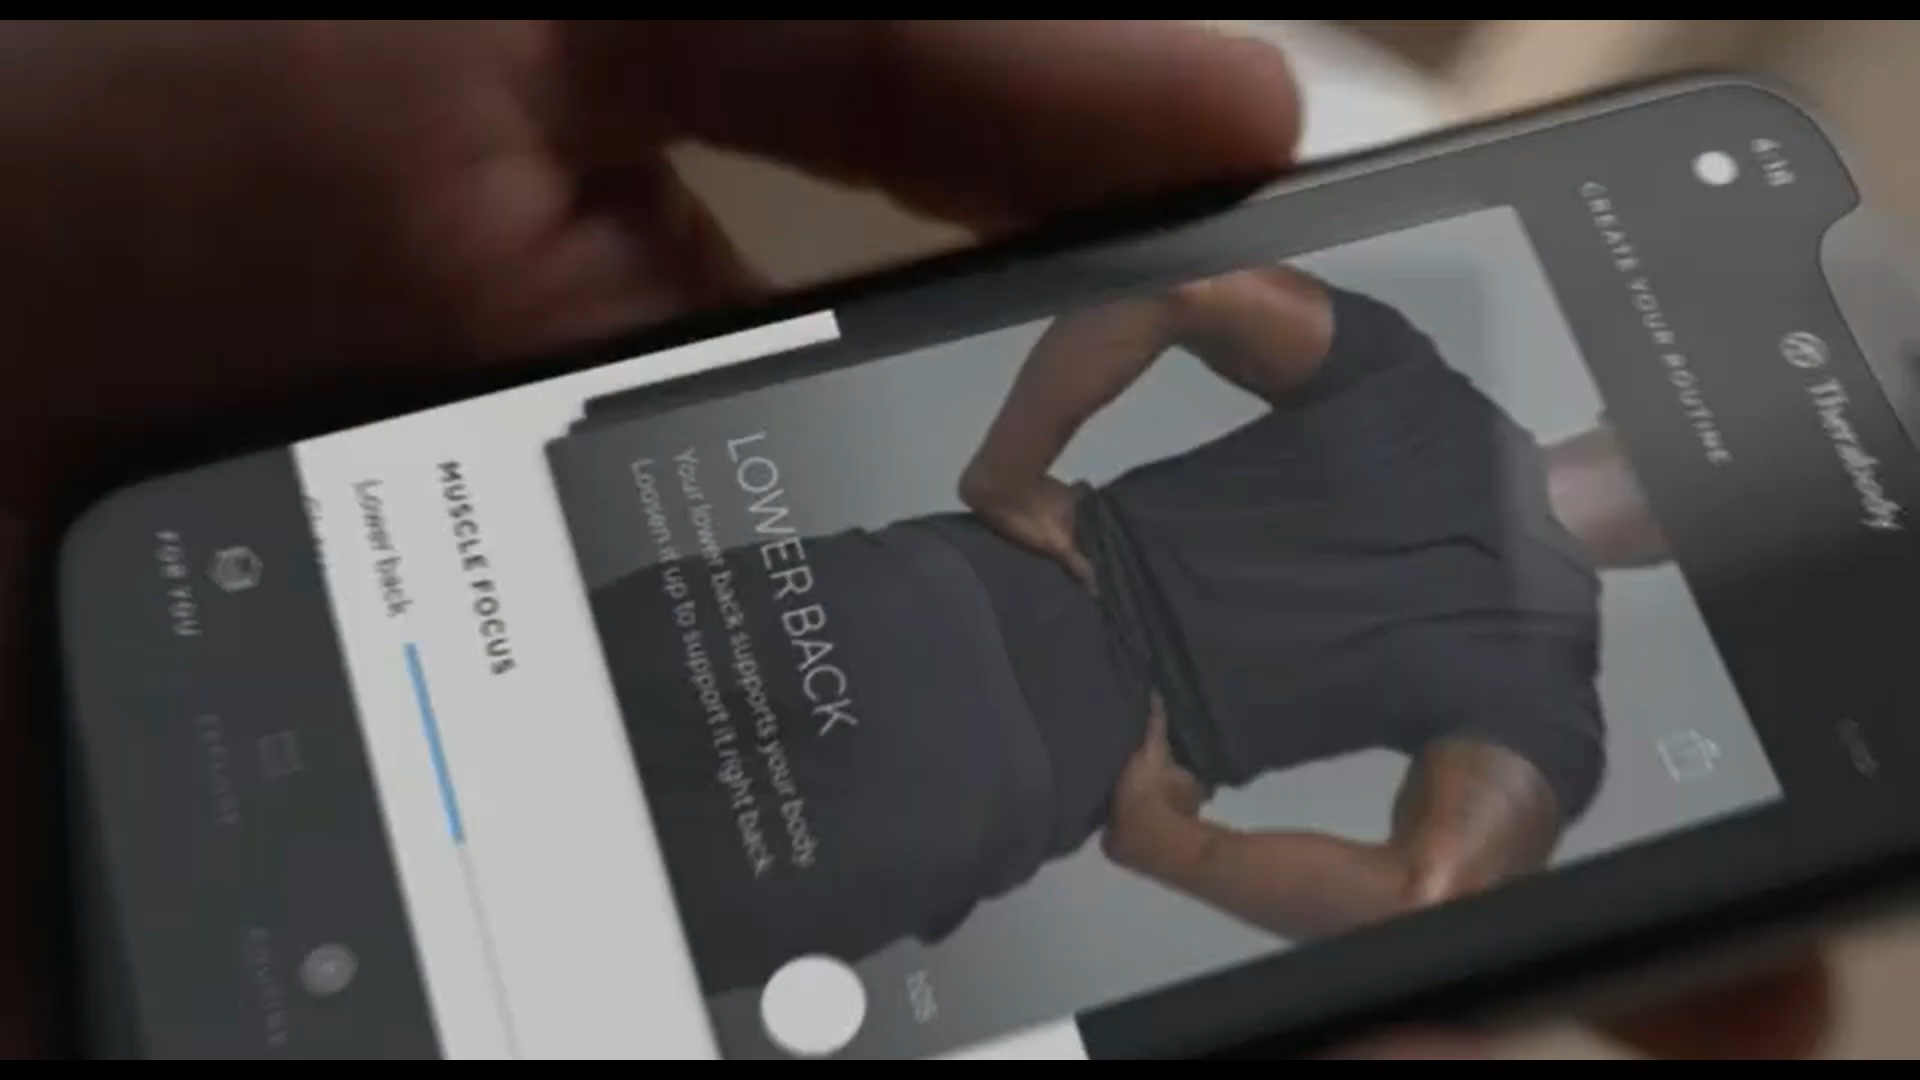 4:18
Therabody
CREATE YOUR ROUTINE
LOWER BACK
Your lower back supports your body.
Loosen it up to support it right back.
MUSCLE FOCUS
Lower back
FOR YOU
EXPLORE